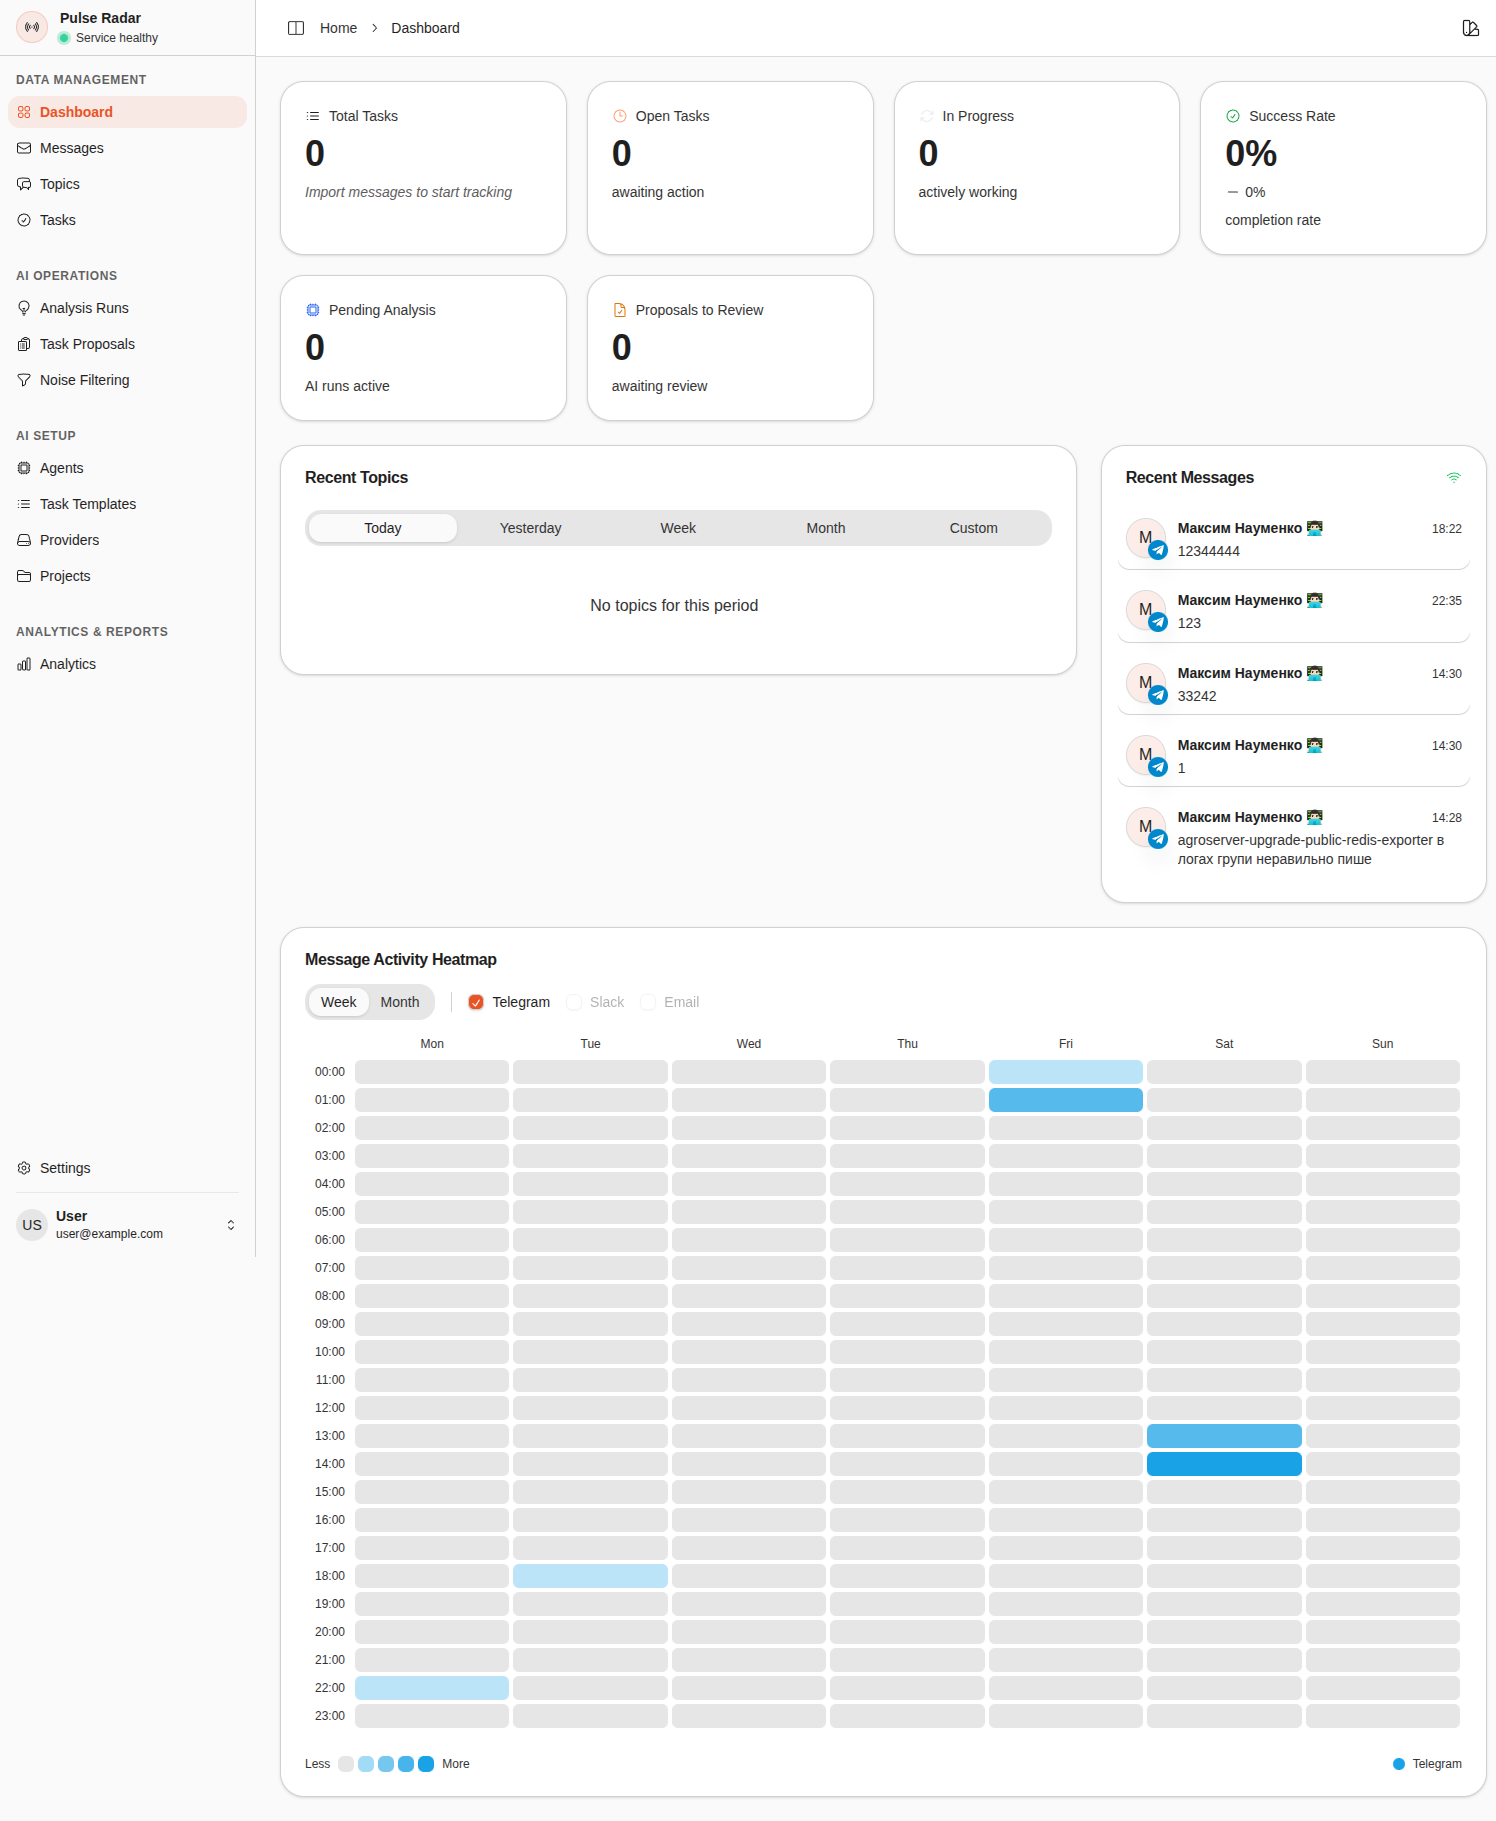 Pulse Radar
Service healthy
DATA MANAGEMENT
Dashboard
Messages
Topics
Tasks
AI OPERATIONS
Analysis Runs
Task Proposals
Noise Filtering
AI SETUP
Agents
Task Templates
Providers
Projects
ANALYTICS & REPORTS
Analytics
Settings
US
User
user@example.com
Home
Dashboard
Total Tasks
0
Import messages to start tracking
Open Tasks
0
awaiting action
In Progress
0
actively working
Success Rate
0%
0%
completion rate
Pending Analysis
0
AI runs active
Proposals to Review
0
awaiting review
Recent Topics
Today Yesterday Week Month Custom
No topics for this period
Recent Messages
М
Максим Науменко 👨🏻‍💻 18:22
12344444
М
Максим Науменко 👨🏻‍💻 22:35
123
М
Максим Науменко 👨🏻‍💻 14:30
33242
М
Максим Науменко 👨🏻‍💻 14:30
1
М
Максим Науменко 👨🏻‍💻 14:28
agroserver-upgrade-public-redis-exporter в
логах групи неравильно пише
Message Activity Heatmap
Week Month Telegram Slack Email
Mon Tue Wed Thu Fri Sat Sun
00:00
01:00
02:00
03:00
04:00
05:00
06:00
07:00
08:00
09:00
10:00
11:00
12:00
13:00
14:00
15:00
16:00
17:00
18:00
19:00
20:00
21:00
22:00
23:00
Less More Telegram